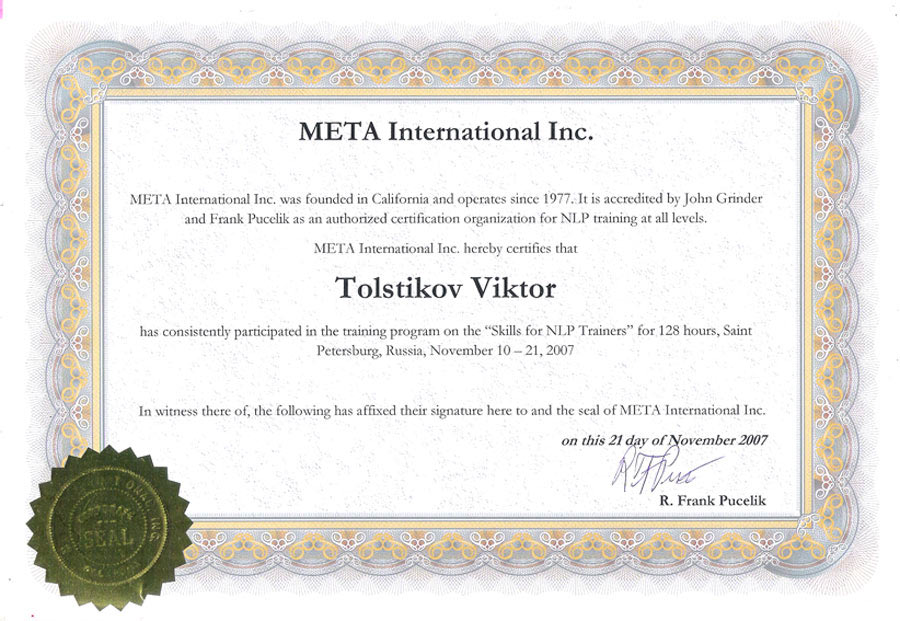 META International Inc.
META International Inc. was founded in California and operates since 1977. It is accredited by John Grinder
and Frank Pucelik as an authorized certification organization for NLP training at all levels.
META International Inc. hereby certifies that
Tolstikov Viktor
has consistently participated in the training program on the “Skills for NLP Trainers” for 128 hours, Saint
Petersburg, Russia, November 10 – 21, 2007
In witness there of, the following has affixed their signature here to and the seal of META International Inc.
on this 21 day of November 2007
R. Frank Pucelik
SEAL